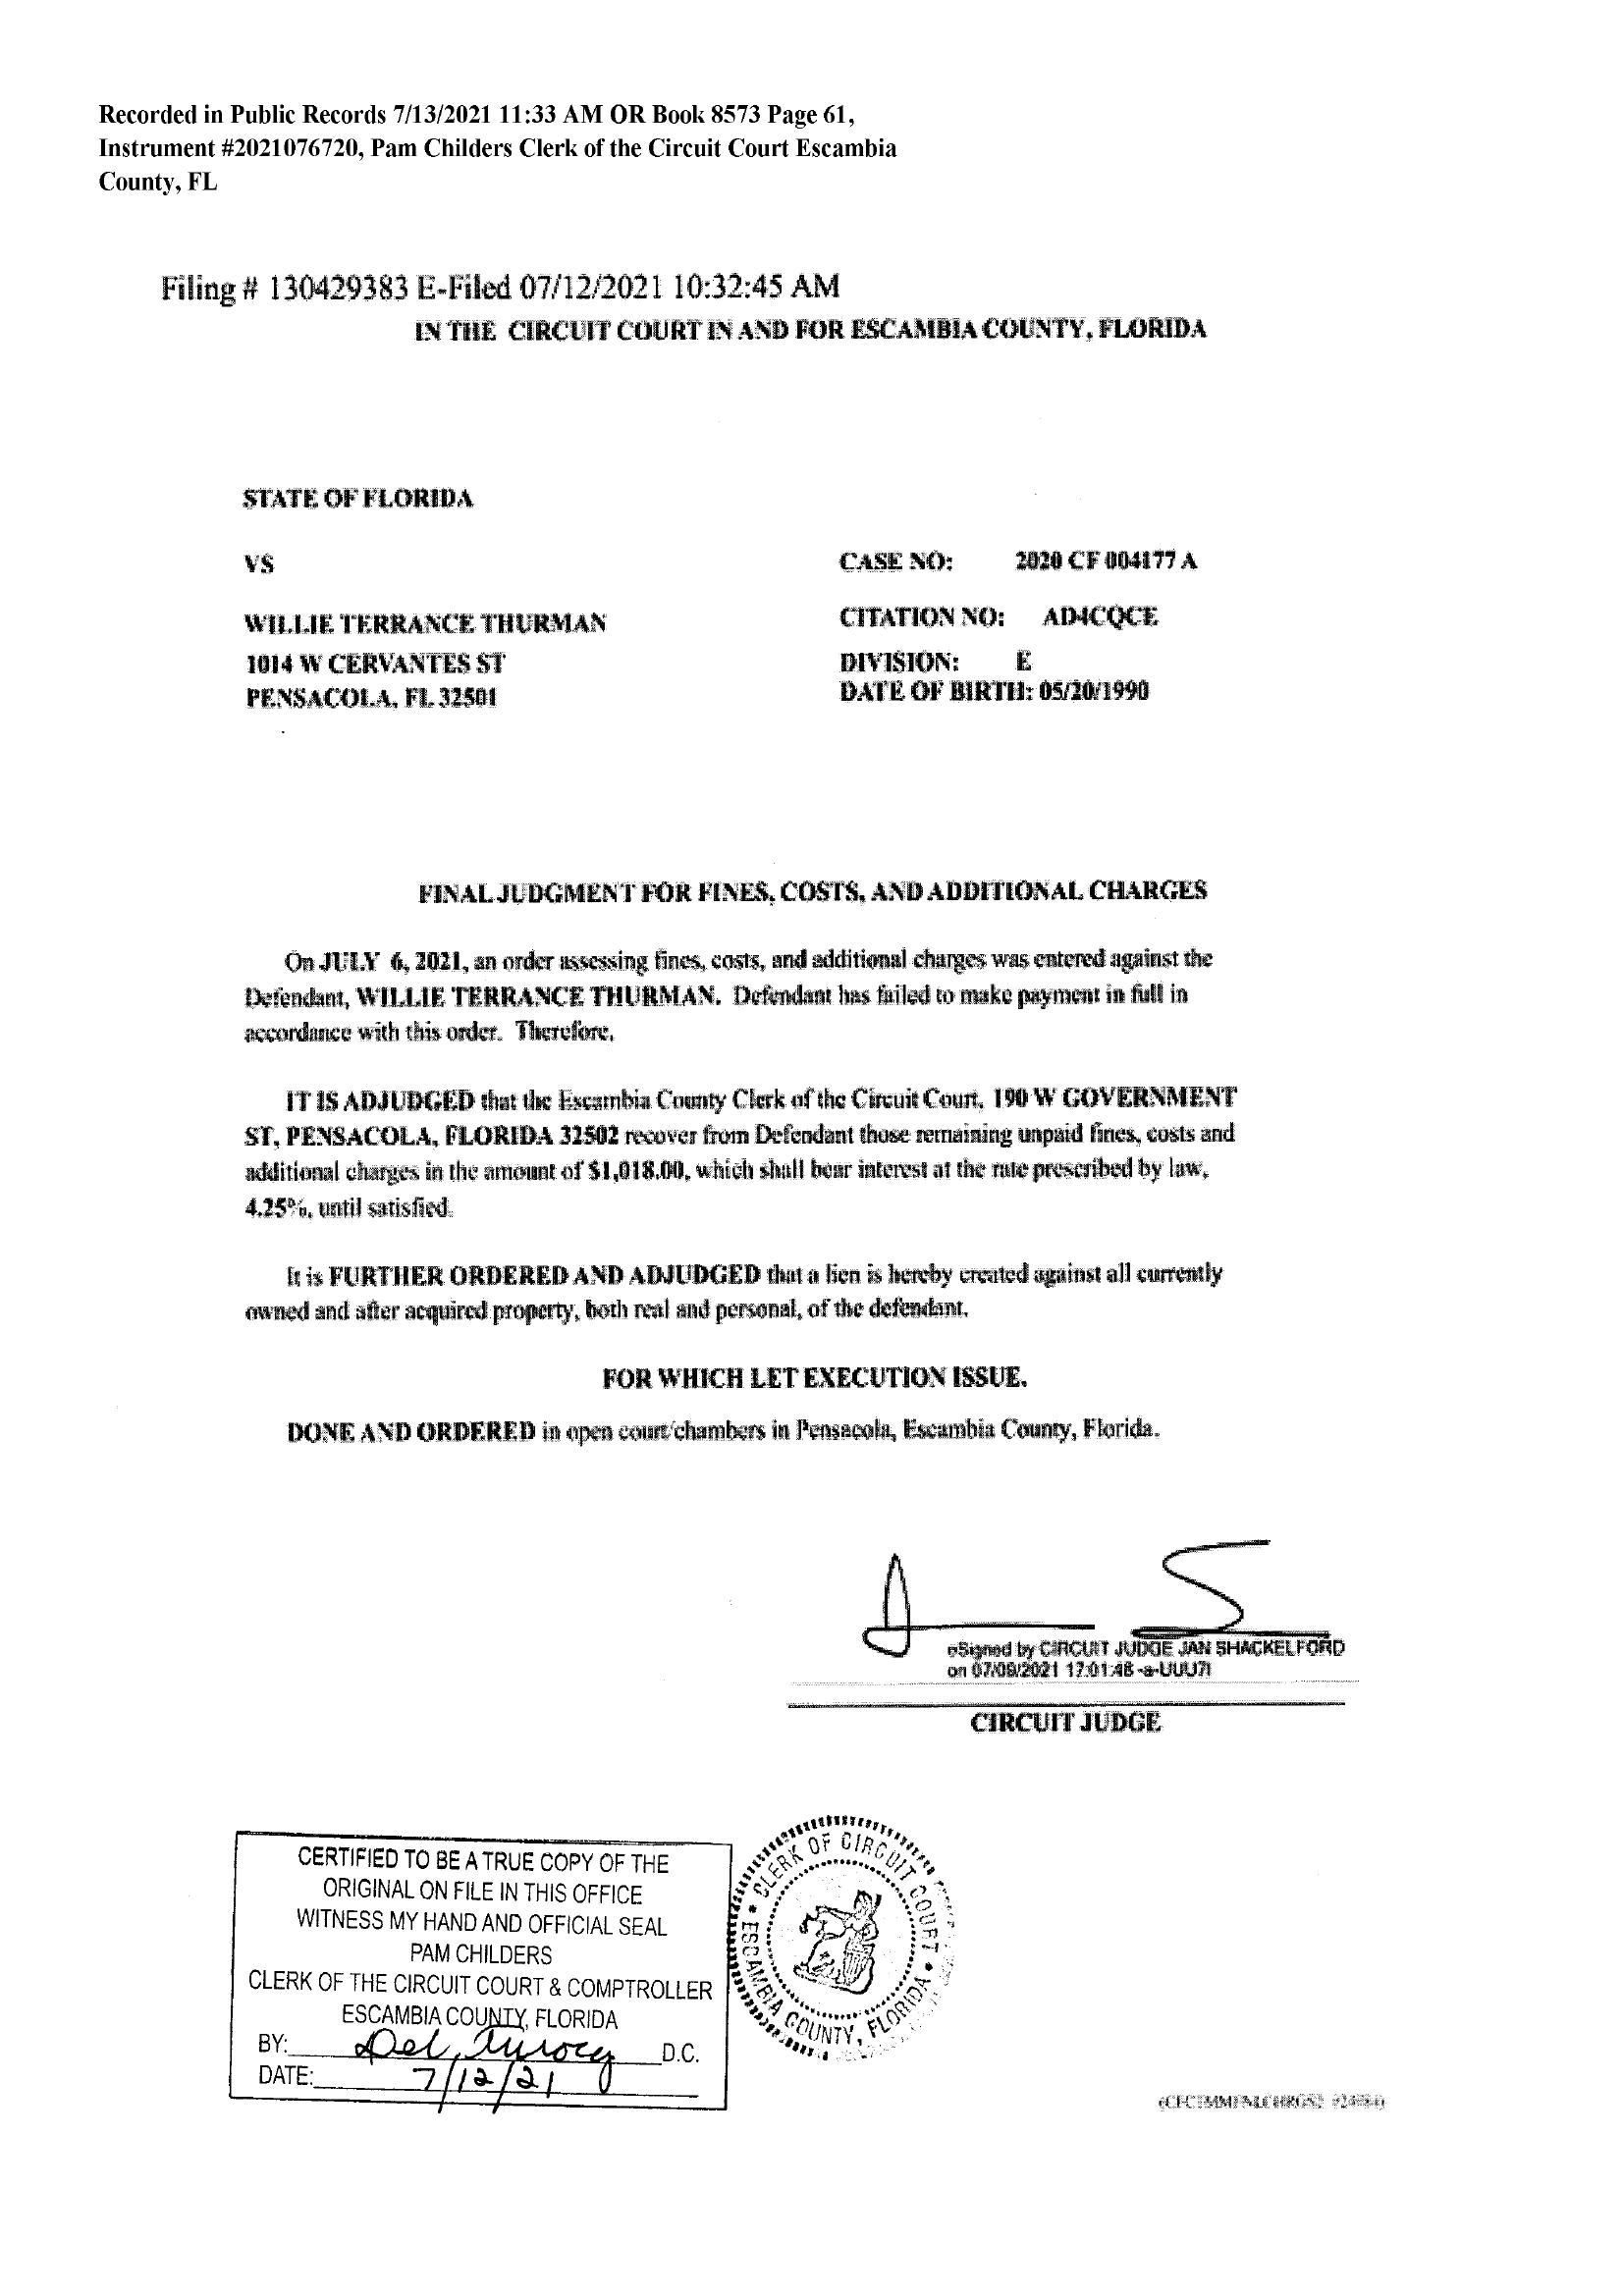 Recorded in Public Records 7/13/2021 11:33 AM OR Book 8573 Page 61,
Instrument #2021076720, Pam Childers Clerk of the Circuit Court Escambia
County, FL
Filing # 130429383 E-Filed 07/12/2021 10:32:45 AM
IN THE CIRCUIT COURT IN AND FOR ESCAMBIA COUNTY, FLORIDA
STATE OF FLORIDA
VS
CASE NO: 2020 CF 004177 A
WILLIE TERRANCE THURMAN
CITATION NO: AD4CQCE
1014 W CERVANTES ST
DIVISION: E
PENSACOLA, FL 32501
DATE OF BIRTH: 05/20/1990
FINAL JUDGMENT FOR FINES, COSTS, AND ADDITIONAL CHARGES
On JULY 6, 2021, an order assessing fines, costs, and additional charges was entered against the
Defendant, WILLIE TERRANCE THURMAN. Defendant has failed to make payment in full in
accordance with this order. Therefore,
IT IS ADJUDGED that the Escambia County Clerk of the Circuit Court, 190 W GOVERNMENT
ST, PENSACOLA, FLORIDA 32502 recover from Defendant those remaining unpaid fines, costs and
additional charges in the amount of $1,018.00, which shall bear interest at the rate prescribed by law,
4.25%, until satisfied.
It is FURTHER ORDERED AND ADJUDGED that a lien is hereby created against all currently
owned and after acquired property, both real and personal, of the defendant.
FOR WHICH LET EXECUTION ISSUE.
DONE AND ORDERED in open court/chambers in Pensacola, Escambia County, Florida.
eSigned by CIRCUIT JUDGE JAN SHACKELFORD
on 07/09/2021 17:01:48
CIRCUIT JUDGE
CERTIFIED TO BE A TRUE COPY OF THE
ORIGINAL ON FILE IN THIS OFFICE
WITNESS MY HAND AND OFFICIAL SEAL
PAM CHILDERS
CLERK OF THE CIRCUIT COURT & COMPTROLLER
ESCAMBIA COUNTY, FLORIDA
BY: D.C.
DATE: 7/12/21
CLERK OF CIRCUIT COURT
ESCAMBIA COUNTY, FLORIDA